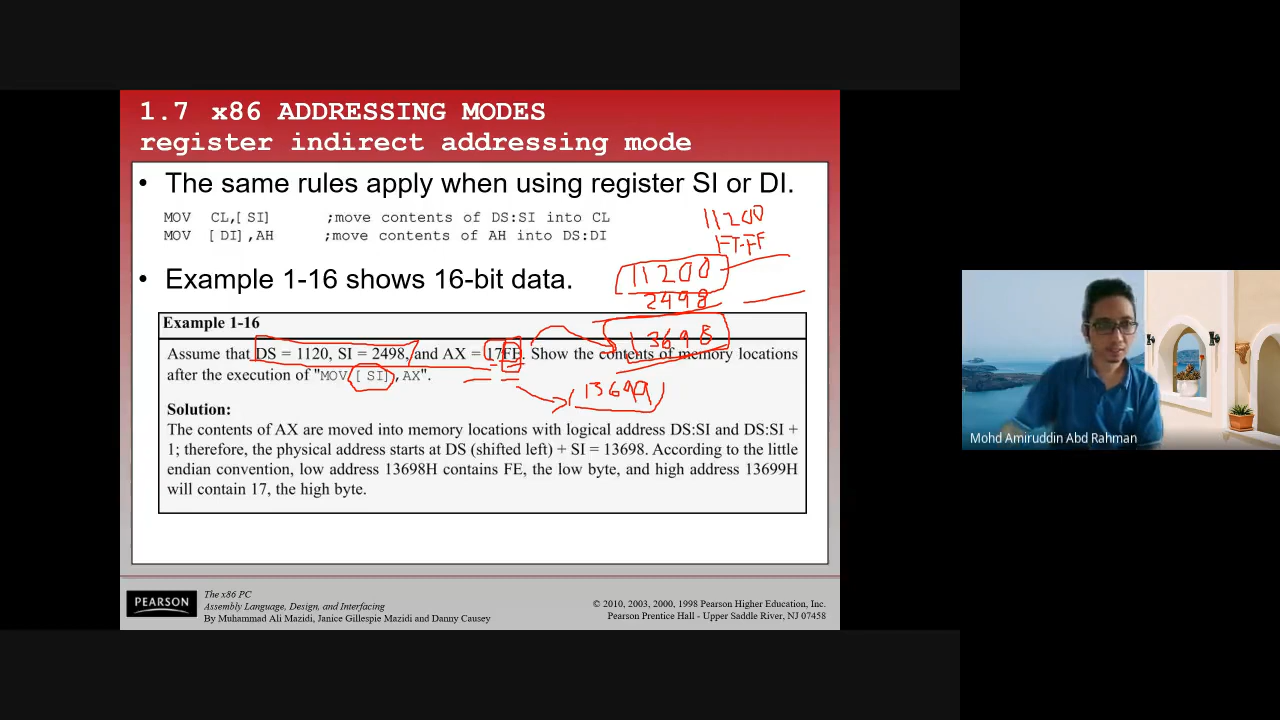 1.7 x86 ADDRESSING MODES
register indirect addressing mode
• The same rules apply when using register SI or DI.
MOV CL,[ SI] ;move contents of DS:SI into CL
MOV [ DI],AH ;move contents of AH into DS:DI
11200
• Example 1-16 shows 16-bit data.
11200
2498
13698
Example 1-16
Assume that DS = 1120, SI = 2498, and AX = 17FE. Show the contents of memory locations
after the execution of "MOV [ SI],AX".
13699
Solution:
The contents of AX are moved into memory locations with logical address DS:SI and DS:SI +
1; therefore, the physical address starts at DS (shifted left) + SI = 13698. According to the little
endian convention, low address 13698H contains FE, the low byte, and high address 13699H
will contain 17, the high byte.
Mohd Amiruddin Abd Rahman
PEARSON
The x86 PC
Assembly Language, Design, and Interfacing
By Muhammad Ali Mazidi, Janice Gillespie Mazidi and Danny Causey
© 2010, 2003, 2000, 1998 Pearson Higher Education, Inc.
Pearson Prentice Hall - Upper Saddle River, NJ 07458